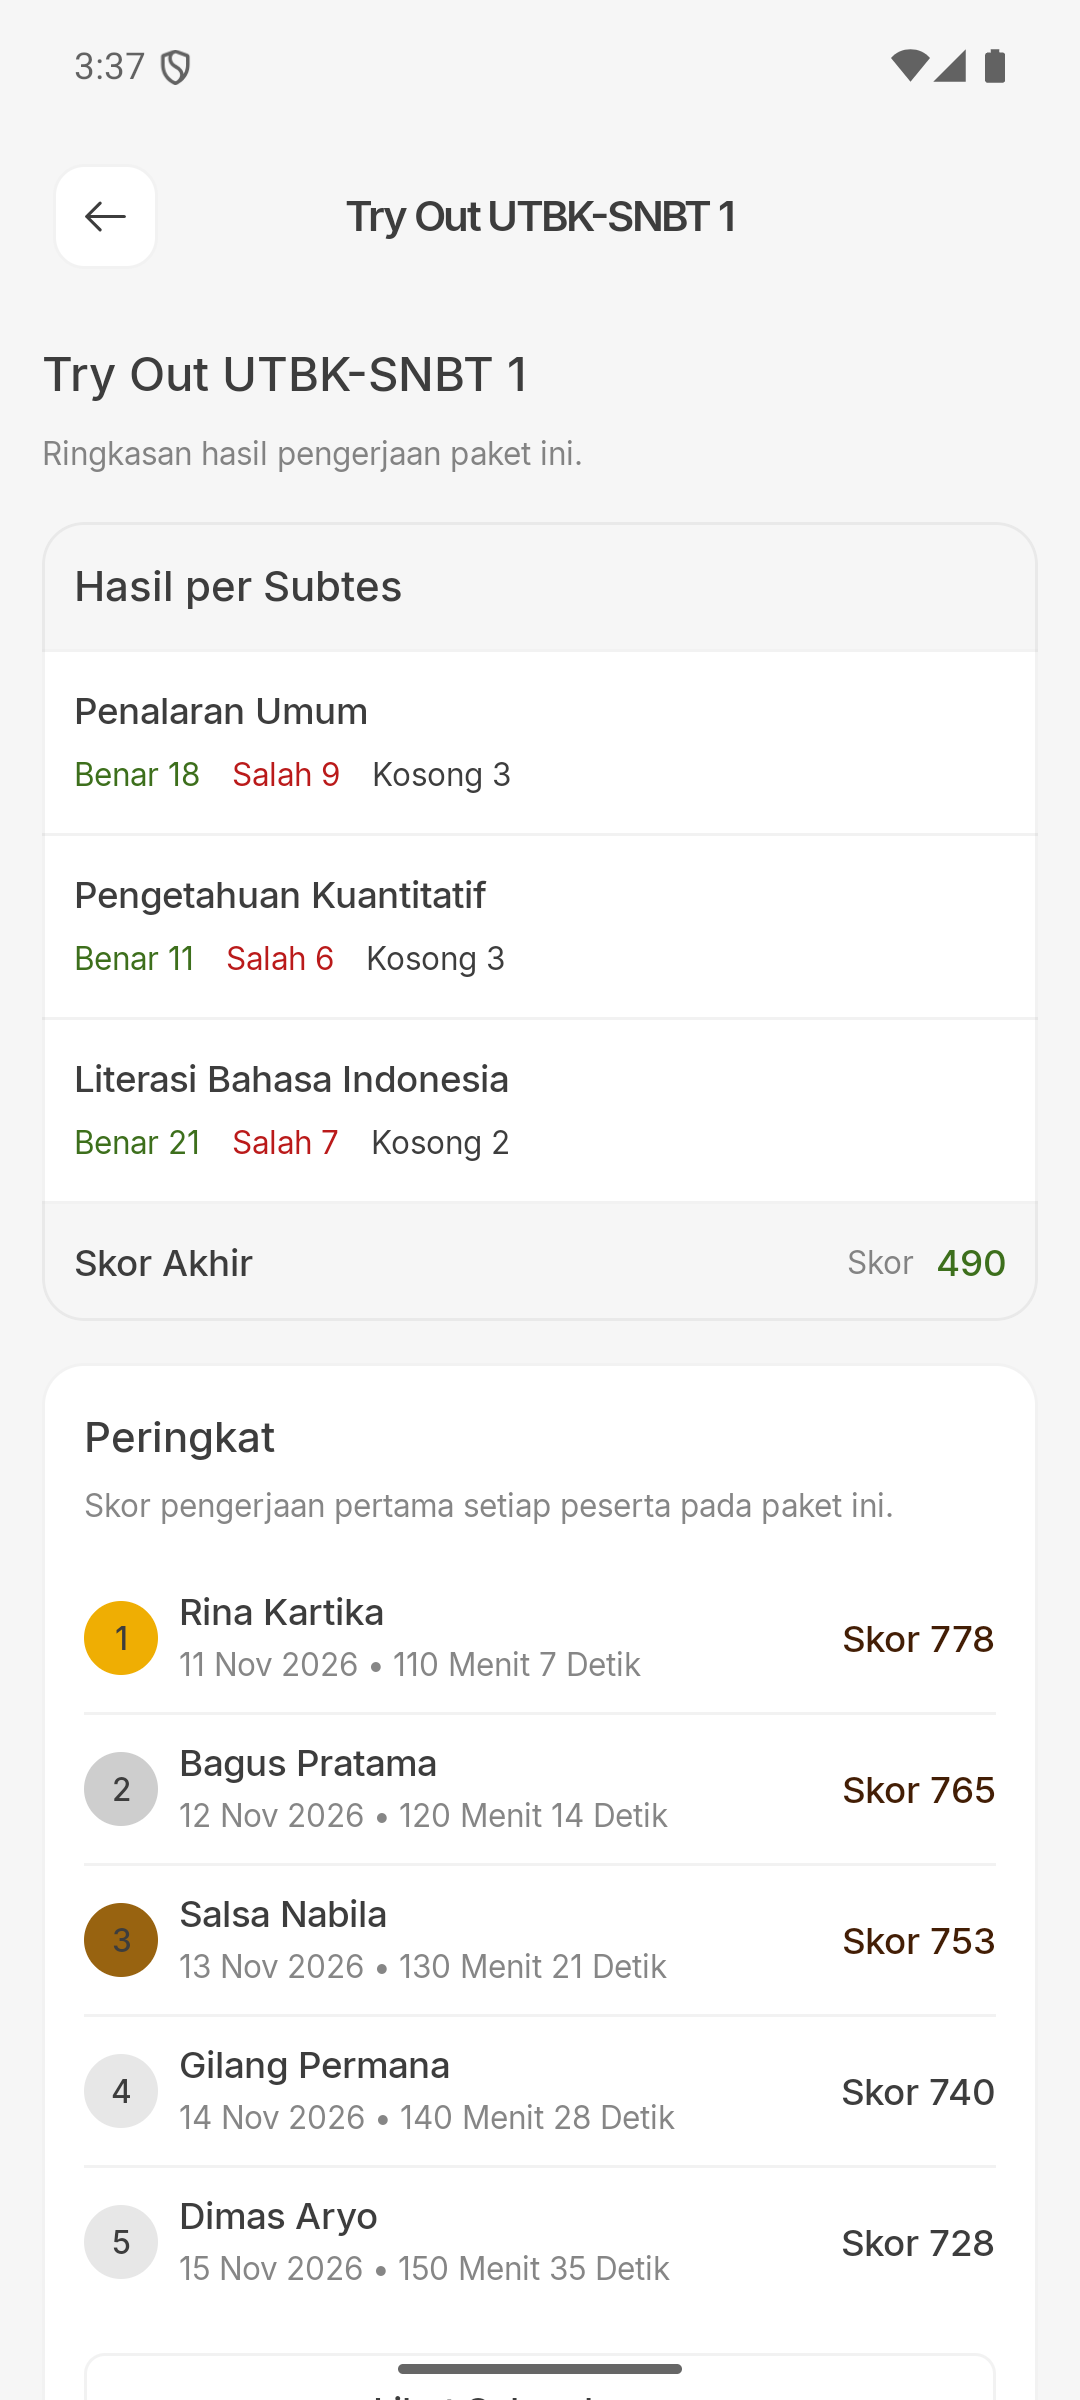 3:37
Try Out UTBK-SNBT 1
Try Out UTBK-SNBT 1
Ringkasan hasil pengerjaan paket ini.
Hasil per Subtes
Penalaran Umum
Benar 18 Salah 9 Kosong 3
Pengetahuan Kuantitatif
Benar 11 Salah 6 Kosong 3
Literasi Bahasa Indonesia
Benar 21 Salah 7 Kosong 2
Skor Akhir Skor 490
Peringkat
Skor pengerjaan pertama setiap peserta pada paket ini.
1 Rina Kartika Skor 778
11 Nov 2026 • 110 Menit 7 Detik
2 Bagus Pratama Skor 765
12 Nov 2026 • 120 Menit 14 Detik
3 Salsa Nabila Skor 753
13 Nov 2026 • 130 Menit 21 Detik
4 Gilang Permana Skor 740
14 Nov 2026 • 140 Menit 28 Detik
5 Dimas Aryo Skor 728
15 Nov 2026 • 150 Menit 35 Detik